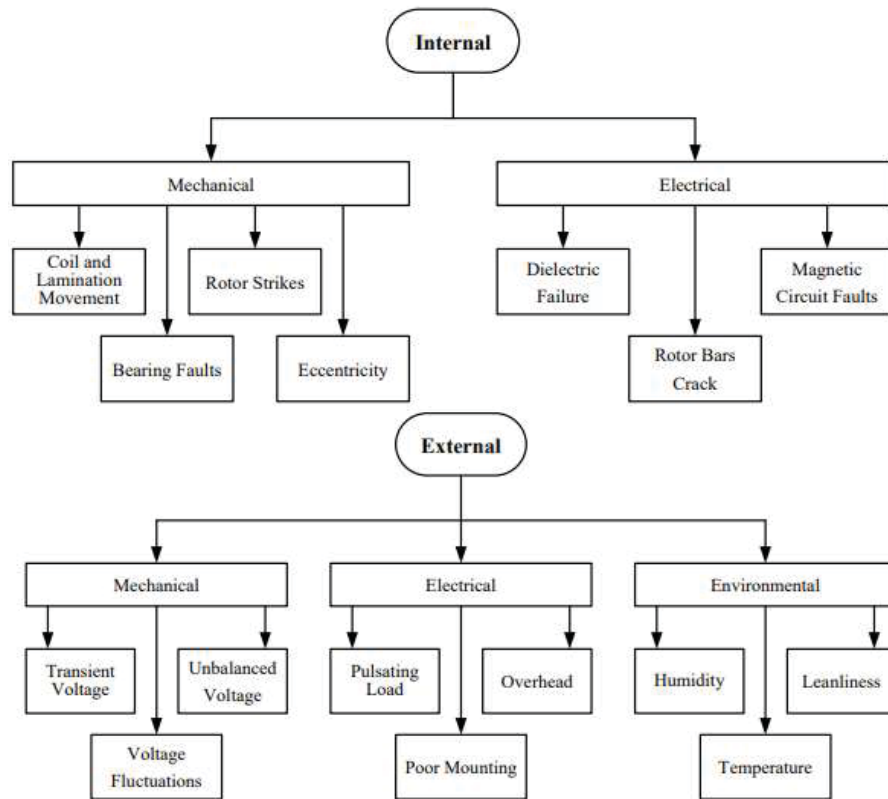 Internal
Mechanical
Electrical
Coil and
Lamination
Movement
Rotor Strikes
Dielectric
Failure
Magnetic
Circuit Faults
Bearing Faults
Eccentricity
Rotor Bars
Crack
External
Mechanical
Electrical
Environmental
Transient
Voltage
Unbalanced
Voltage
Pulsating
Load
Overhead
Humidity
Leanliness
Voltage
Fluctuations
Poor Mounting
Temperature